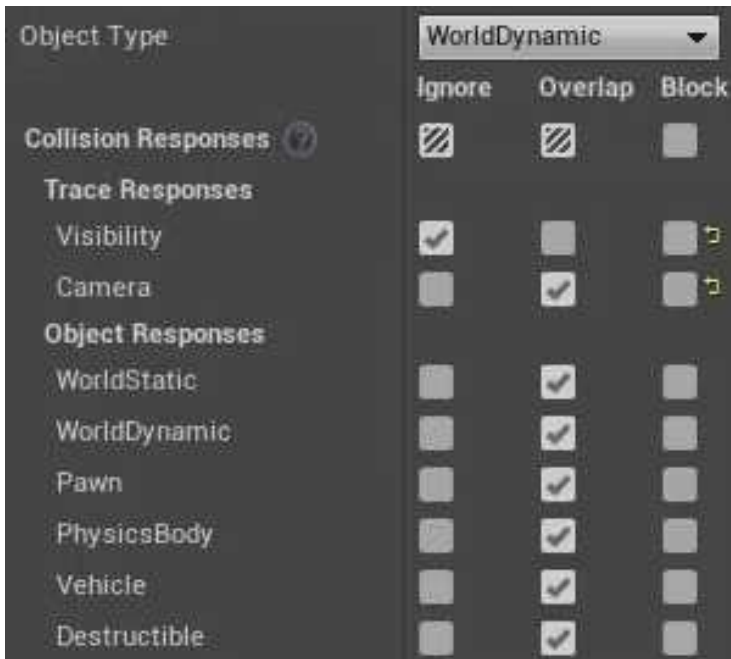 Object Type WorldDynamic
Ignore Overlap Block
Collision Responses ?
Trace Responses
Visibility
Camera
Object Responses
WorldStatic
WorldDynamic
Pawn
PhysicsBody
Vehicle
Destructible